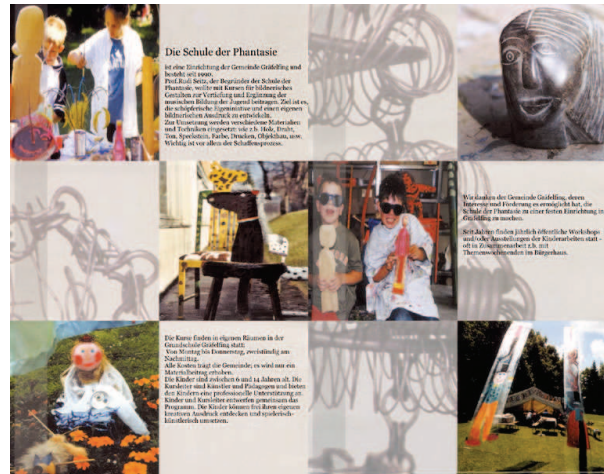 Die Schule der Phantasie
ist eine Einrichtung der Gemeinde Gräfelfing und
besteht seit 1990.
Prof.Rudi Seitz, der Begründer der Schule der
Phantasie, wollte mit Kursen für bildnerisches
Gestalten zur Vertiefung und Ergänzung der
musischen Bildung der Jugend beitragen. Ziel ist es,
die schöpferische Eigeninitiative und einen eigenen
bildnerischen Ausdruck zu entwickeln.
Zur Umsetzung werden verschiedene Materialien
und Techniken eingesetzt wie z.b. Holz, Draht,
Ton, Speckstein, Farbe, Drucken, Objektbau, usw.
Wichtig ist vor allem der Schaffensprozess.
Wir danken der Gemeinde Gräfelfing, deren
Interesse und Förderung es ermöglicht hat, die
Schule der Phantasie zu einer festen Einrichtung in
Gräfelfing zu machen.
Seit Jahren finden jährlich öffentliche Workshops
und/oder Ausstellungen der Kinderarbeiten statt -
oft in Zusammenarbeit z.b. mit
Themenwochenenden im Bürgerhaus.
Die Kurse finden in eigenen Räumen in der
Grundschule Gräfelfing statt:
Von Montag bis Donnerstag, zweistündig am
Nachmittag.
Alle Kosten trägt die Gemeinde; es wird nur ein
Materialbeitrag erhoben.
Die Kinder sind zwischen 6 und 14 Jahren alt. Die
Kursleiter sind Künstler und Pädagogen und bieten
den Kindern eine professionelle Unterstützung an.
Kinder und Kursleiter entwerfen gemeinsam das
Programm. Die Kinder können frei ihren eigenen
kreativen Ausdruck entdecken und spielerisch-
künstlerisch umsetzen.